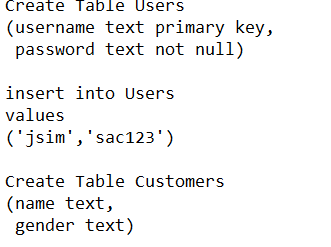 Create Table Users
(username text primary key,
password text not null)
insert into Users
values
('jsim','sac123')
Create Table Customers
(name text,
gender text)